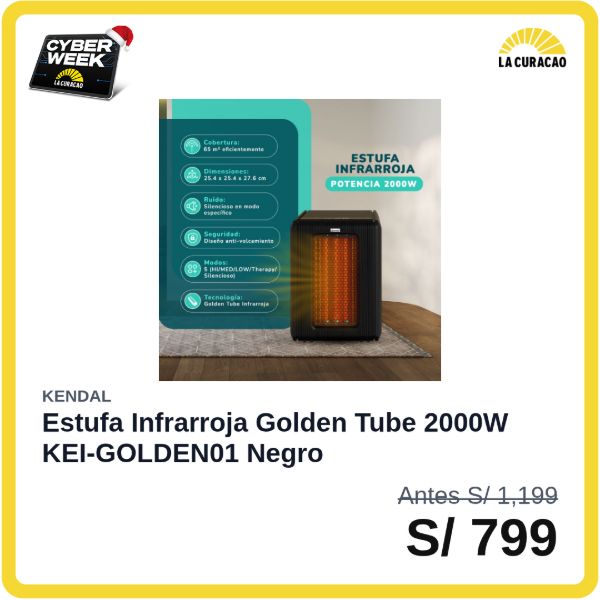 CYBER
WEEK
LA CURACAO
LA CURACAO
Cobertura:
65 m² eficientemente
Dimensiones:
25.4 x 25.4 x 27.6 cm
Ruido:
Silencioso en modo
específico
Seguridad:
Diseño anti-volcamiento
Modos:
5 (HI/MED/LOW/Therapa/
Silencioso)
Tecnología:
Golden Tube Infrarroja
ESTUFA
INFRARROJA
POTENCIA 2000W
KENDAL
Estufa Infrarroja Golden Tube 2000W
KEI-GOLDEN01 Negro
Antes S/ 1,199
S/ 799